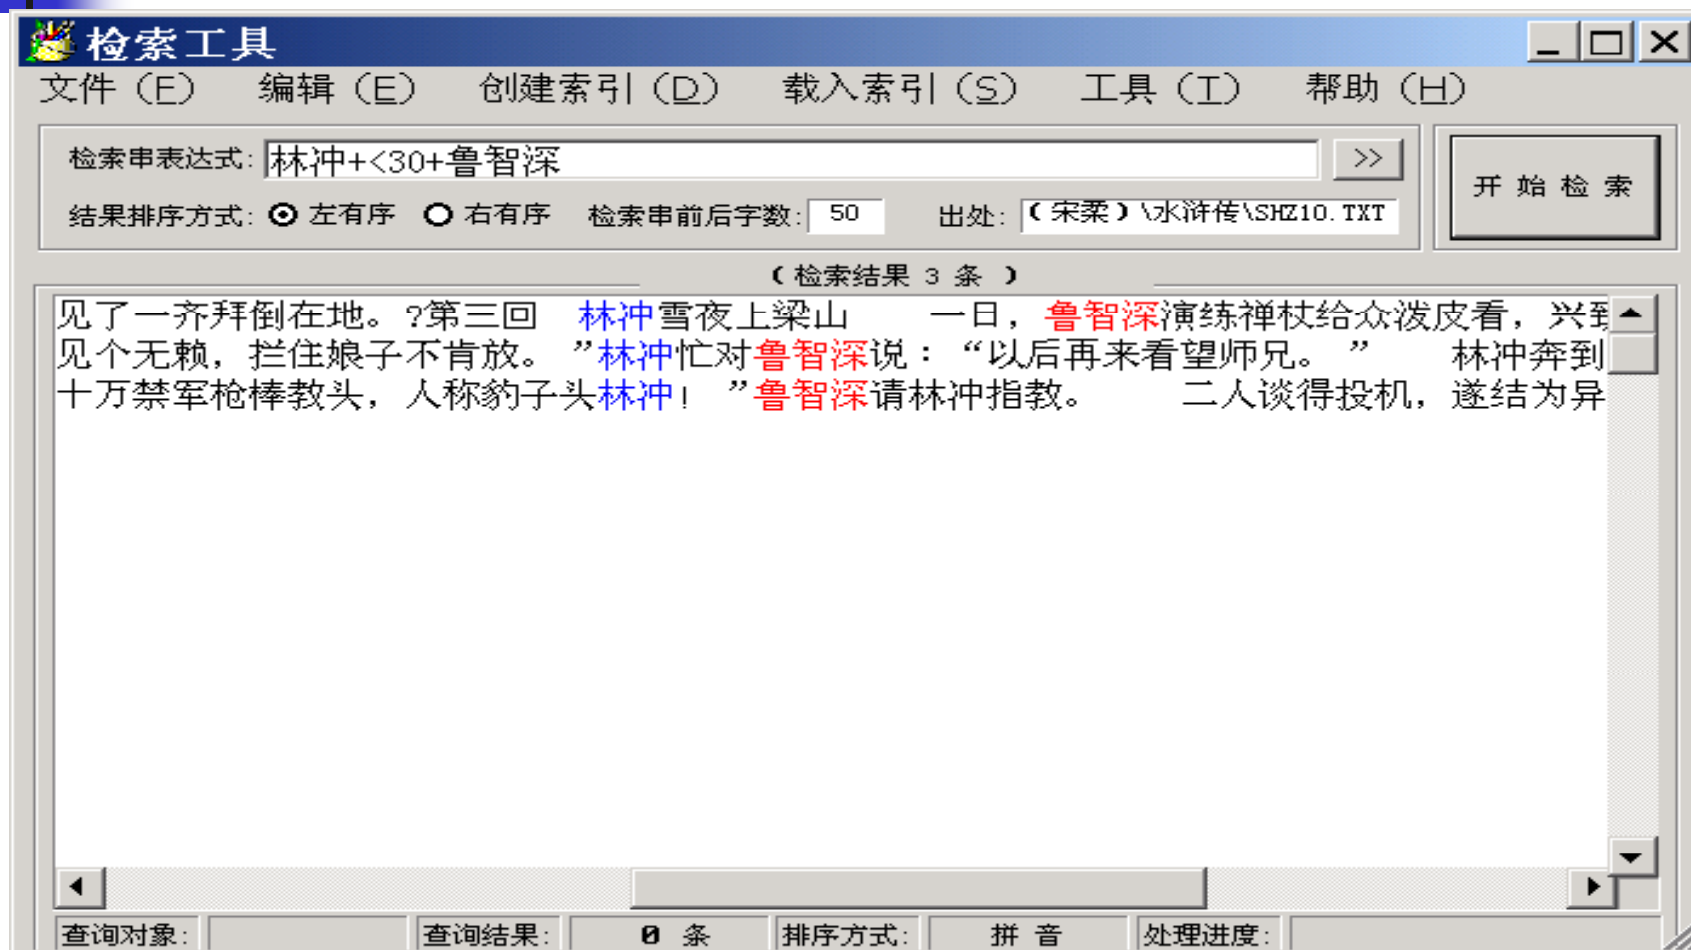 检索工具
文件（F） 编辑（E） 创建索引（D） 载入索引（S） 工具（T） 帮助（H）
检索串表达式: 林冲+<30+鲁智深 >>
开 始 检 索
结果排序方式: 左有序 右有序 检索串前后字数: 50 出处: (宋柔)\水浒传\SHZ10.TXT
(检索结果 3 条 )
见了一齐拜倒在地。?第三回 林冲雪夜上梁山 一日，鲁智深演练禅杖给众泼皮看，兴到
见个无赖，拦住娘子不肯放。”林冲忙对鲁智深说：“以后再来看望师兄。” 林冲奔到
十万禁军枪棒教头，人称豹子头林冲！”鲁智深请林冲指教。 二人谈得投机，遂结为异
查询对象: 查询结果: 0 条 排序方式: 拼 音 处理进度: